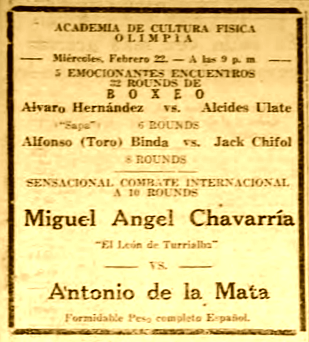 ACADEMIA DE CULTURA FISICA
OLIMPIA
Miércoles, Febrero 22. — A las 9 p. m
5 EMOCIONANTES ENCUENTROS
32 ROUNDS DE
BOXEO
Alvaro Hernández vs. Alcides Ulate
("Sapa") 6 ROUNDS
Alfonso (Toro) Binda vs. Jack Chifol
8 ROUNDS
SENSACIONAL COMBATE INTERNACIONAL
A 10 ROUNDS
Miguel Angel Chavarría
"El León de Turrialba"
— VS. —
Antonio de la Mata
Formidable Peso completo Español.